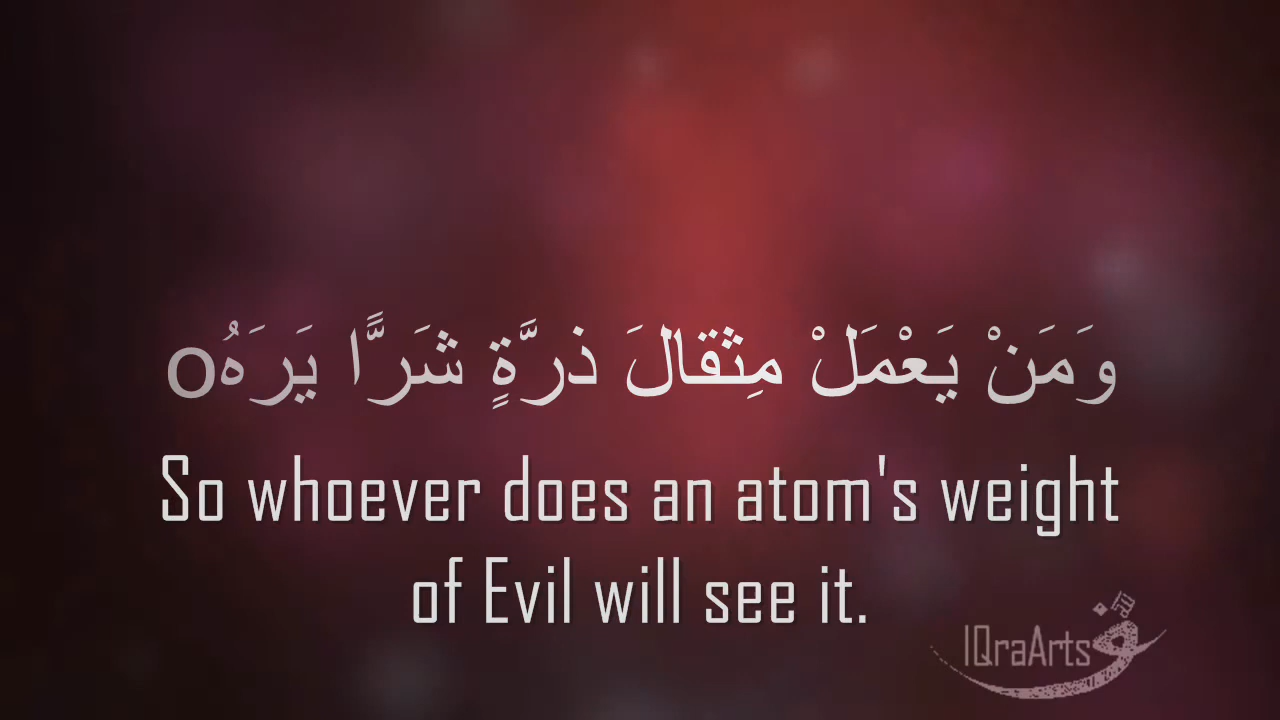 وَمَنْ يَعْمَلْ مِثقالَ ذرَّةٍ شَرًّا يَرَهُo
So whoever does an atom's weight
of Evil will see it.
IQraArts